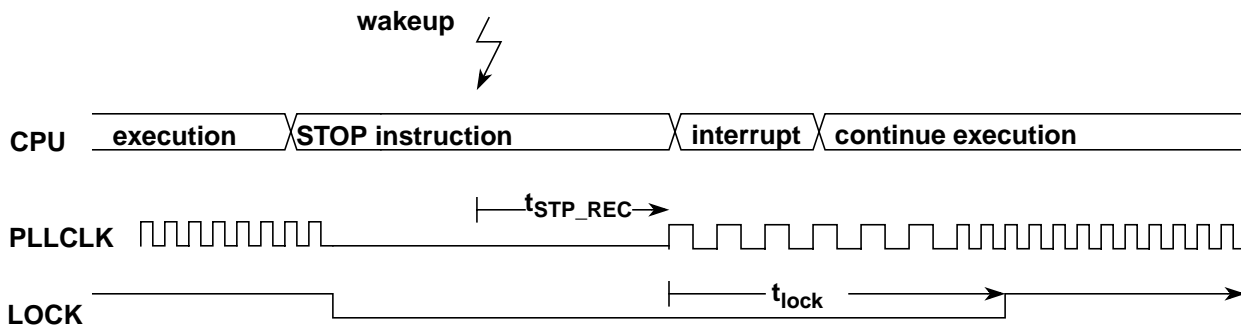 wakeup
CPU execution STOP instruction interrupt continue execution
tSTP_REC
PLLCLK
tlock
LOCK